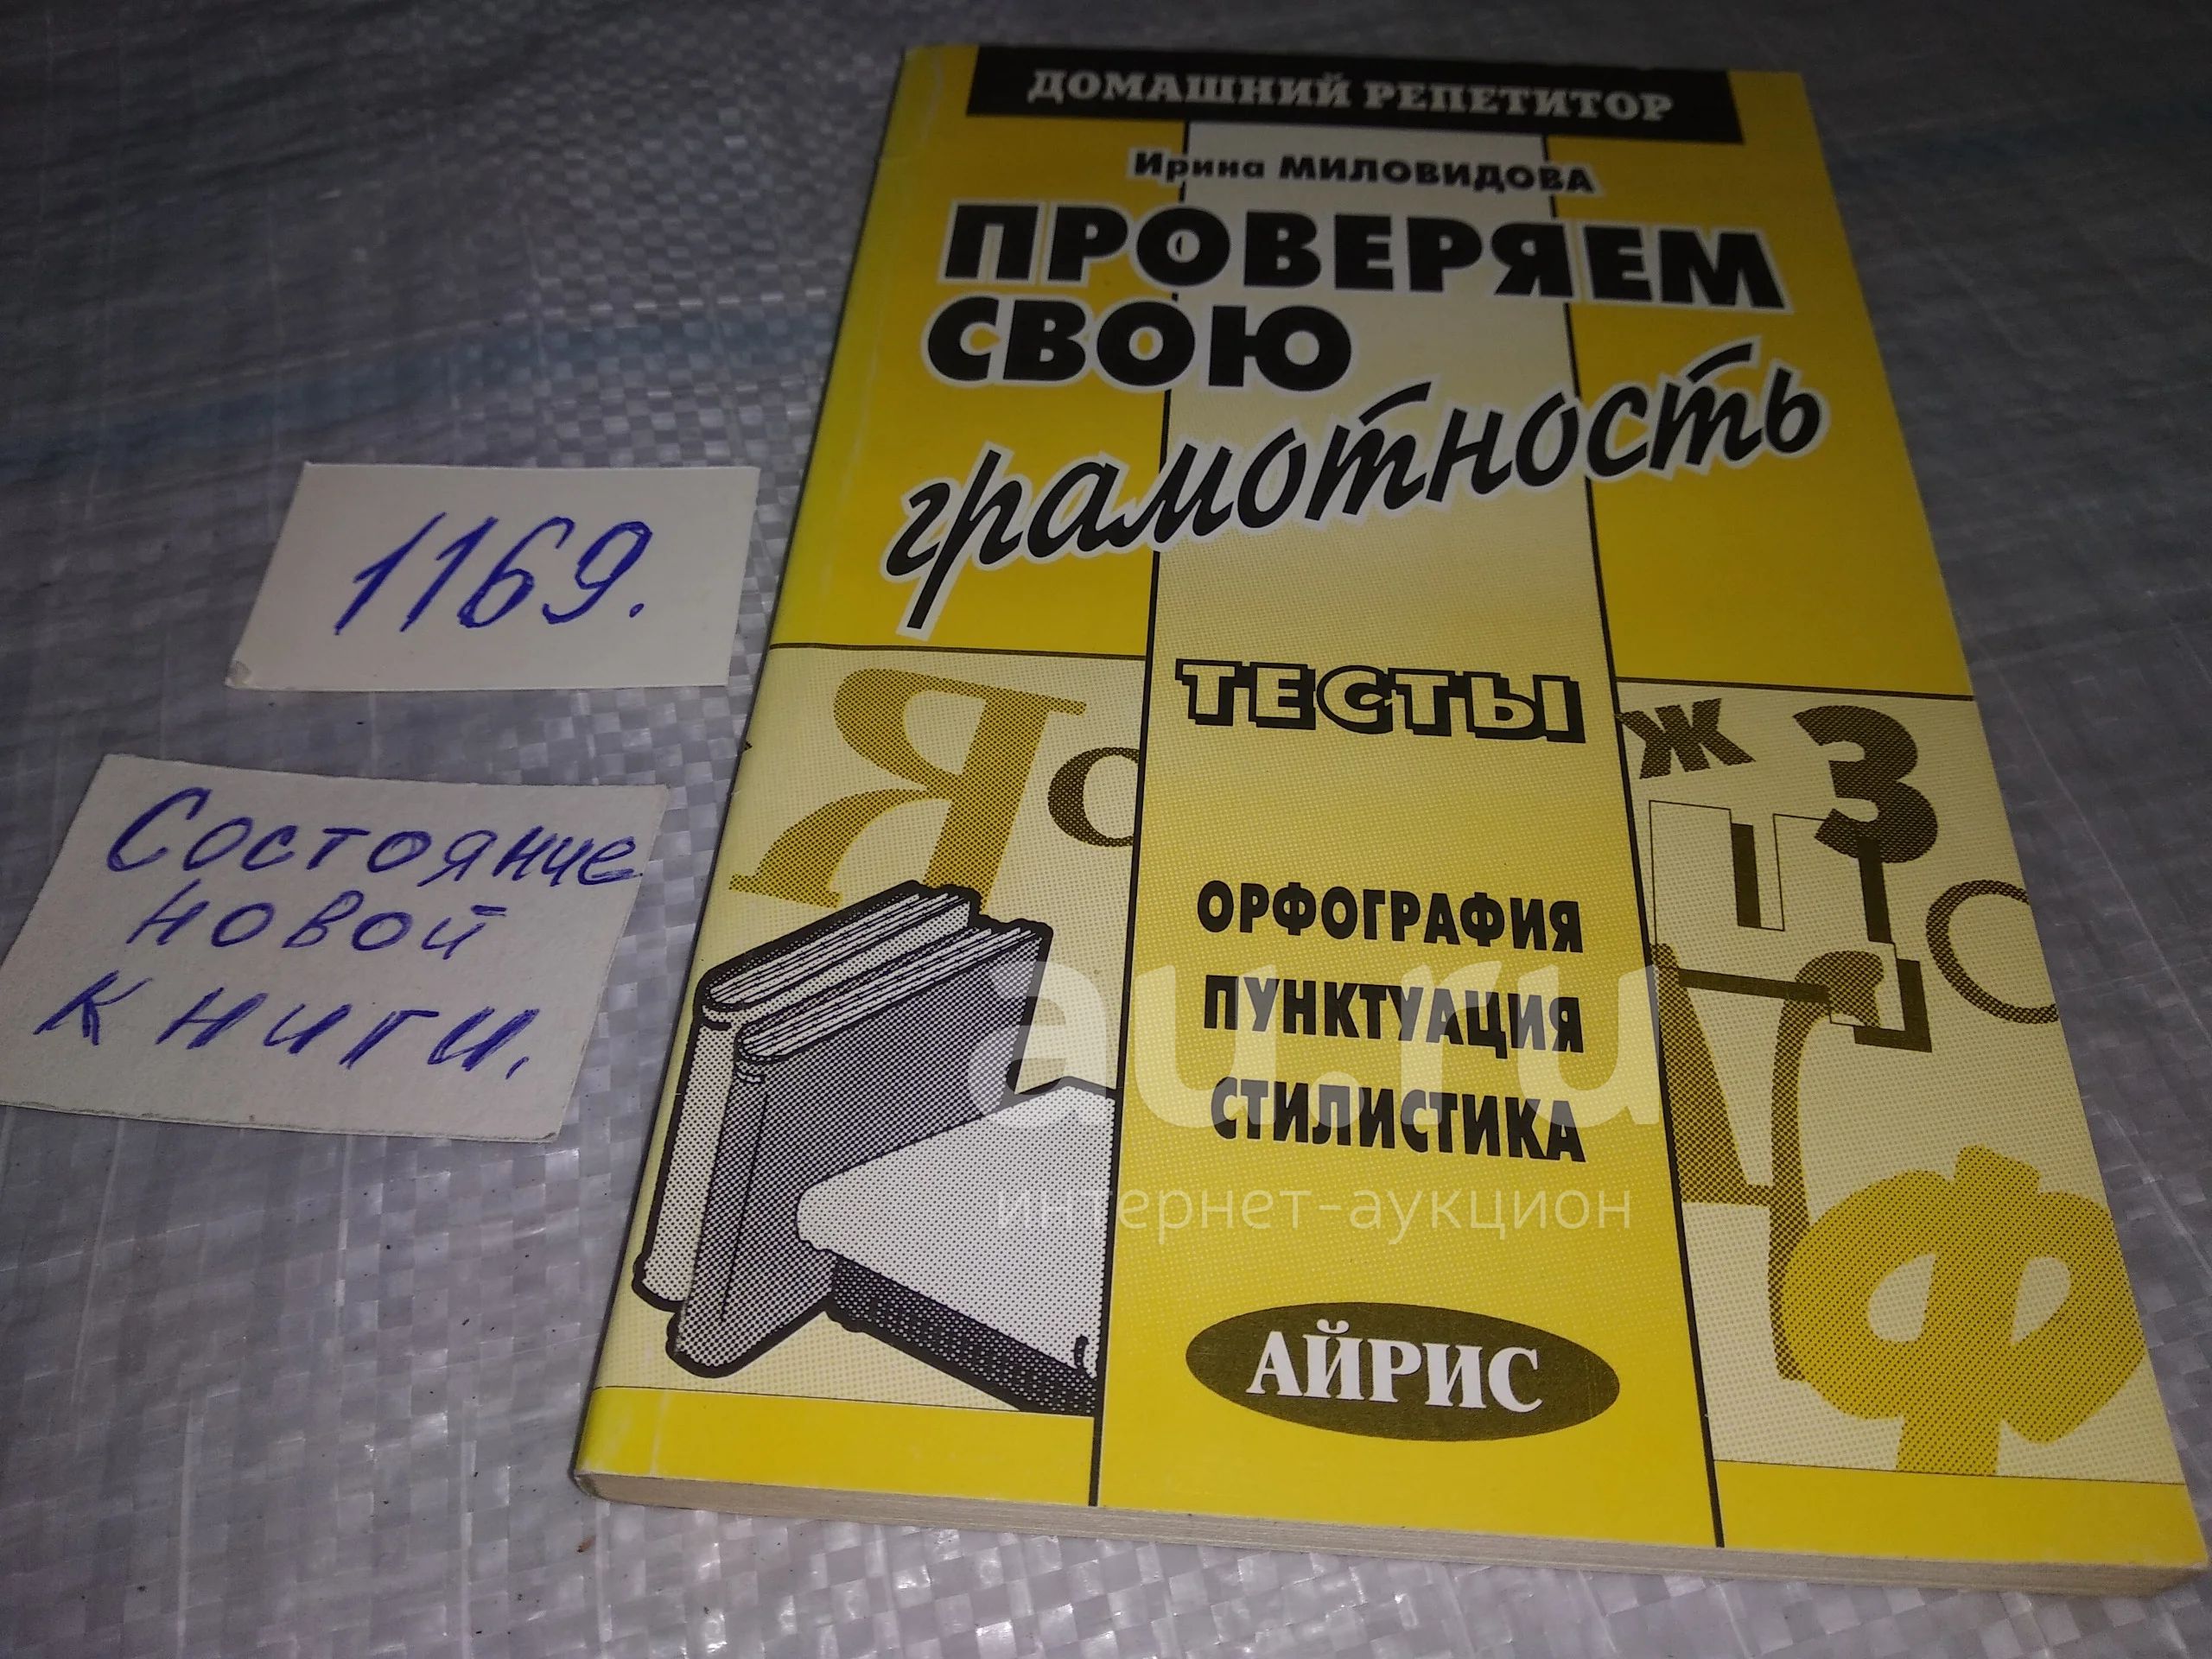 ДОМАШНИЙ РЕПЕТИТОР
Ирина МИЛОВИДОВА
ПРОВЕРЯЕМ
СВОЮ
грамотность
1169.
ТЕСТЫ
Состояние
новой
книги.
Я
О
Ж
З
Ц
О
Ф
ОРФОГРАФИЯ
ПУНКТУАЦИЯ
СТИЛИСТИКА
au.ru
интернет-аукцион
АЙРИС